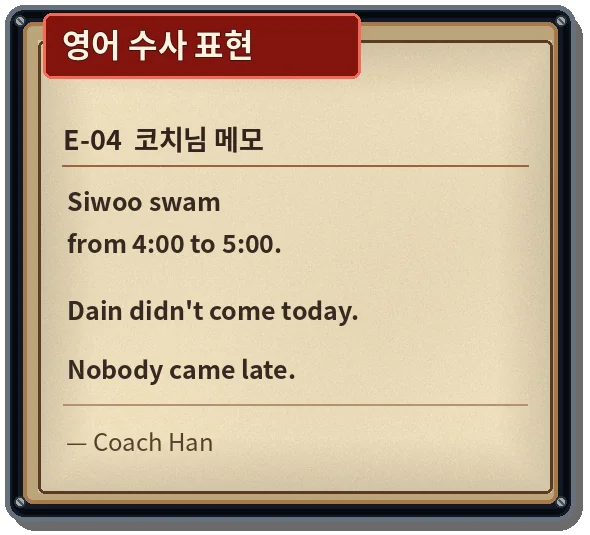 영어 수사 표현
E-04 코치님 메모
Siwoo swam
from 4:00 to 5:00.
Dain didn't come today.
Nobody came late.
— Coach Han